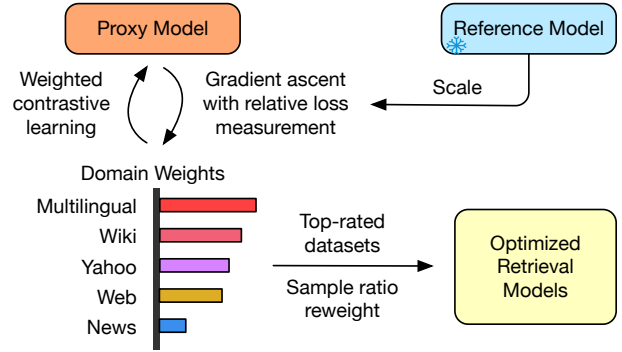 Proxy Model
Reference Model
Weighted
contrastive
learning
Gradient ascent
with relative loss
measurement
Scale
Domain Weights
Multilingual
Wiki
Yahoo
Web
News
Top-rated
datasets
Sample ratio
reweight
Optimized
Retrieval
Models